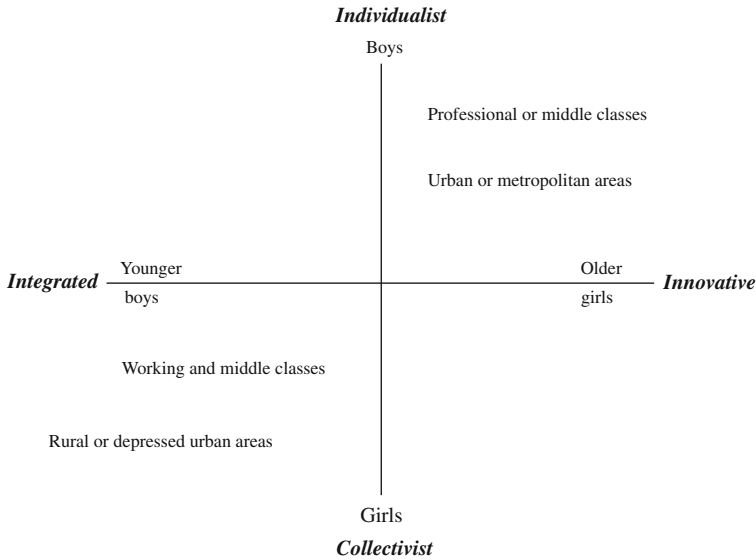 Individualist
Boys
Professional or middle classes
Urban or metropolitan areas
Younger
Older
Integrated
Innovative
boys
girls
Working and middle classes
Rural or depressed urban areas
Girls
Collectivist